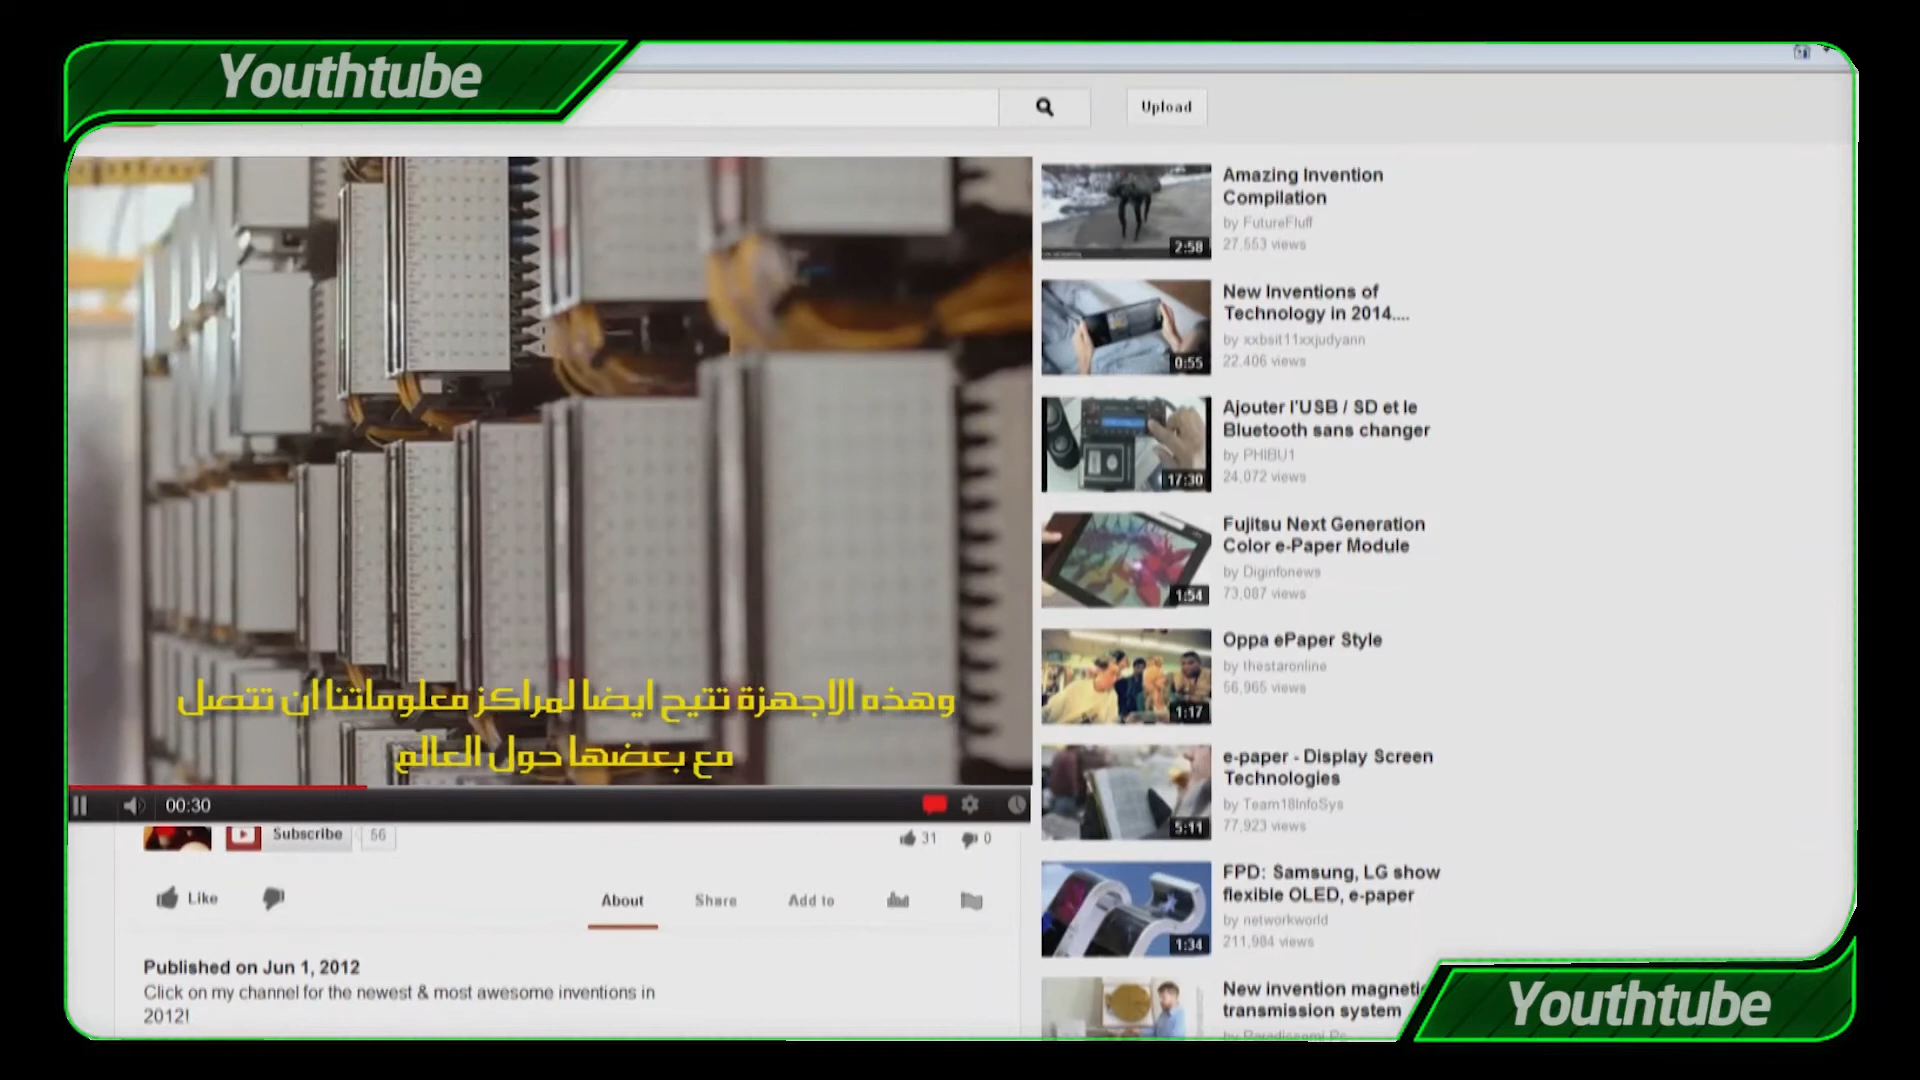 Youthtube
Upload
وهذه الاجهزة تتيح ايضا لمراكز معلوماتنا ان تتصل
مع بعضها حول العالم
00:30
Subscribe 56
31 0
Like
About Share Add to
Published on Jun 1, 2012
Click on my channel for the newest & most awesome inventions in
2012!
Amazing Invention
Compilation
by FutureFluff
27,553 views
2:58
New Inventions of
Technology in 2014....
by xxbsit11xxjudyann
22,406 views
0:55
Ajouter l'USB / SD et le
Bluetooth sans changer
by PHIBU1
24,072 views
17:30
Fujitsu Next Generation
Color e-Paper Module
by Diginfonews
73,087 views
1:54
Oppa ePaper Style
by thestaronline
56,965 views
1:17
e-paper - Display Screen
Technologies
by Team18InfoSys
77,923 views
5:11
FPD: Samsung, LG show
flexible OLED, e-paper
by networkworld
211,984 views
1:34
New invention magnetic
transmission system
Youthtube